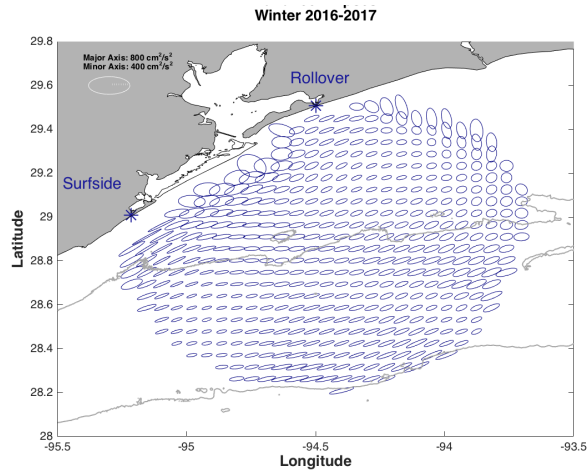 Winter 2016-2017
29.8
Major Axis: 800 cm²/s²
Minor Axis: 400 cm²/s²
29.6
Rollover
29.4
29.2
Surfside
29
Latitude
28.8
28.6
28.4
28.2
28
-95.5
-95
-94.5
-94
-93.5
Longitude